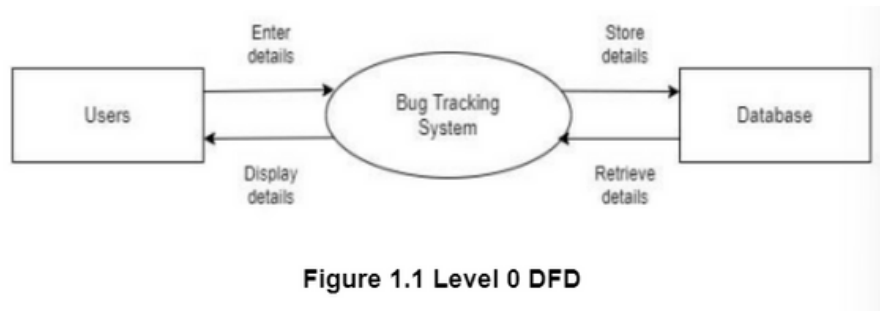 Enter
details
Store
details
Users
Bug Tracking
System
Database
Display
details
Retrieve
details
Figure 1.1 Level 0 DFD